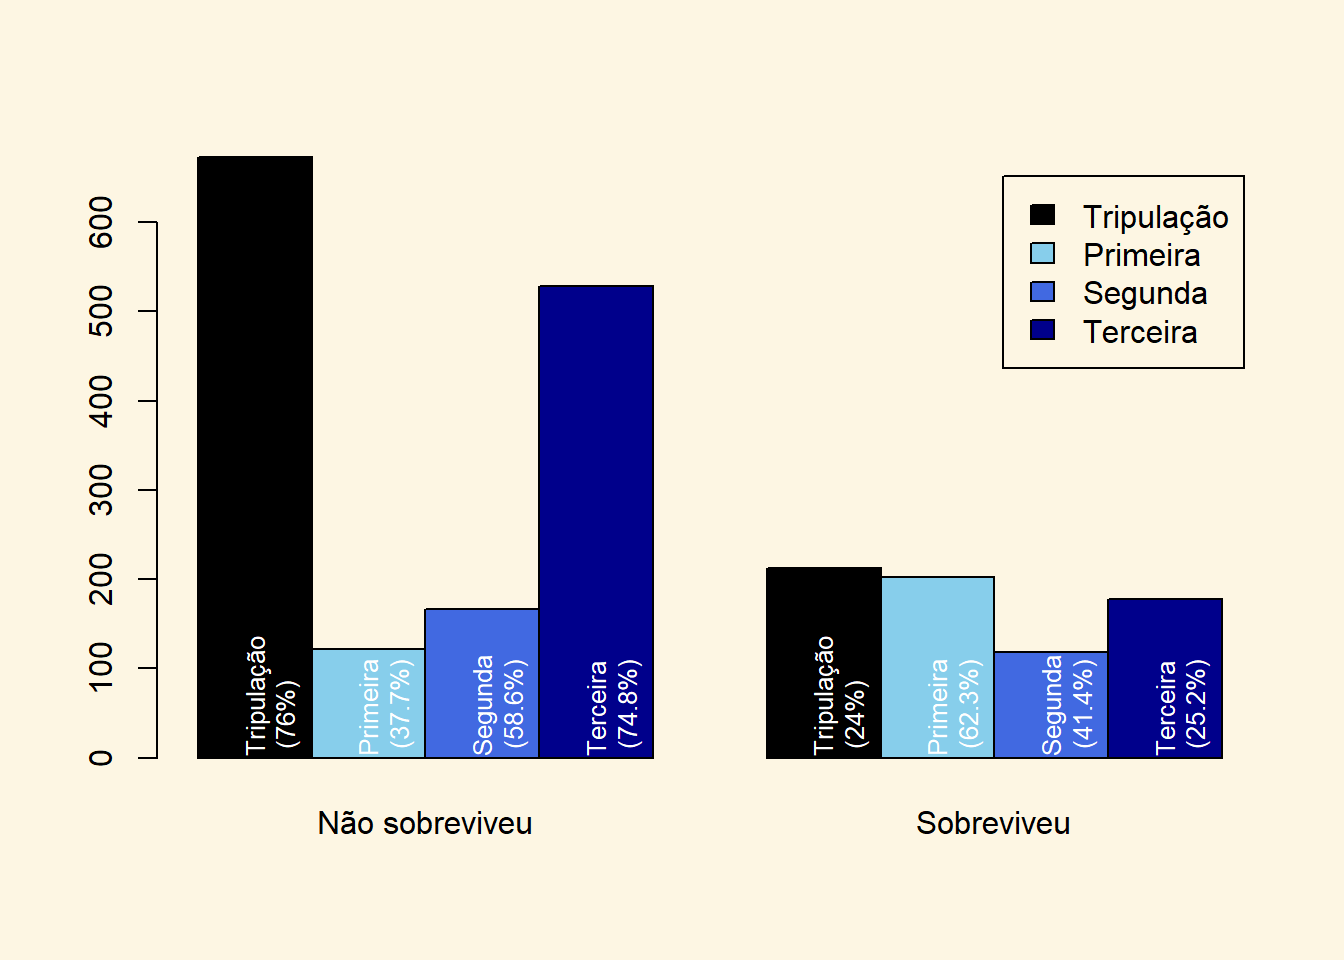 600
500
400
300
200
100
0
Tripulação
(76%)
Primeira
(37.7%)
Segunda
(58.6%)
Terceira
(74.8%)
Tripulação
(24%)
Primeira
(62.3%)
Segunda
(41.4%)
Terceira
(25.2%)
Não sobreviveu
Sobreviveu
Tripulação
Primeira
Segunda
Terceira